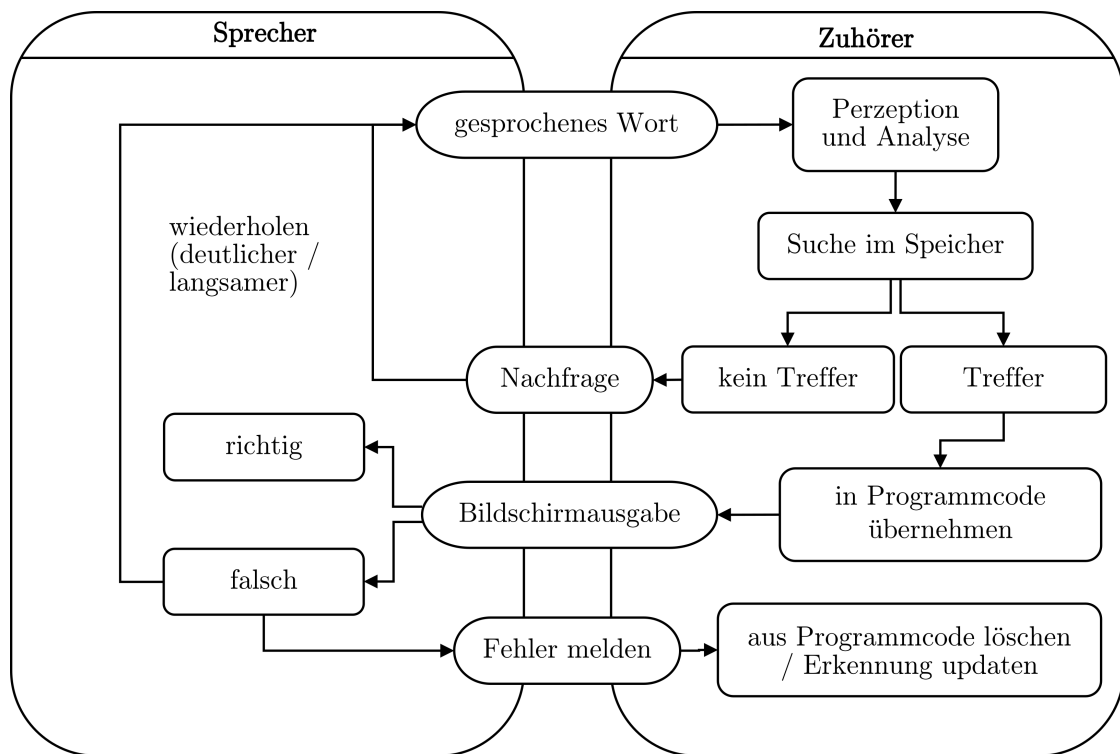 Sprecher
Zuhörer
gesprochenes Wort
Perzeption
und Analyse
wiederholen
(deutlicher /
langsamer)
Suche im Speicher
Nachfrage
kein Treffer
Treffer
richtig
Bildschirmausgabe
in Programmcode
übernehmen
falsch
Fehler melden
aus Programmcode löschen
/ Erkennung updaten